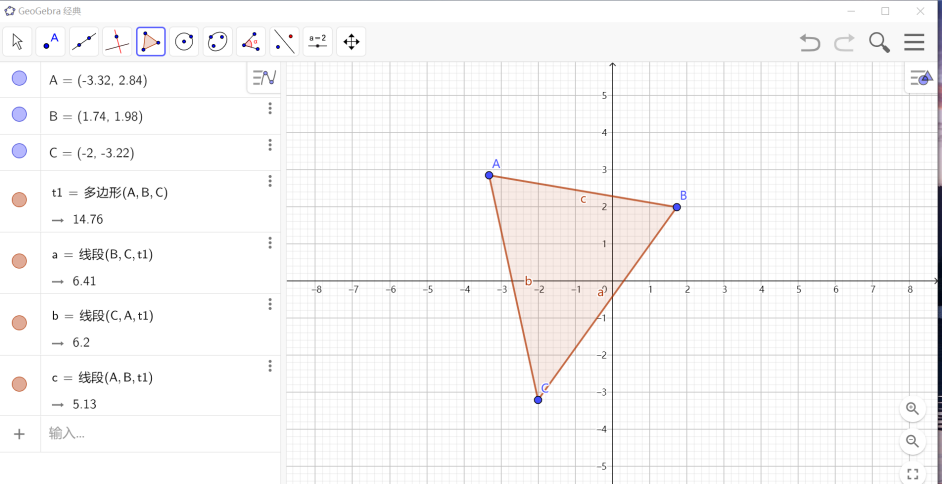 GeoGebra 经典
A
a=2
A = (-3.32, 2.84)
B = (1.74, 1.98)
C = (-2, -3.22)
t1 = 多边形(A, B, C)
→ 14.76
a = 线段(B, C, t1)
→ 6.41
b = 线段(C, A, t1)
→ 6.2
c = 线段(A, B, t1)
→ 5.13
+ 输入...
5
4
3
2
1
0
−1
−2
−3
−4
−5
−8 −7 −6 −5 −4 −3 −2 −1 1 2 3 4 5 6 7 8
A
B
C
a
b
c